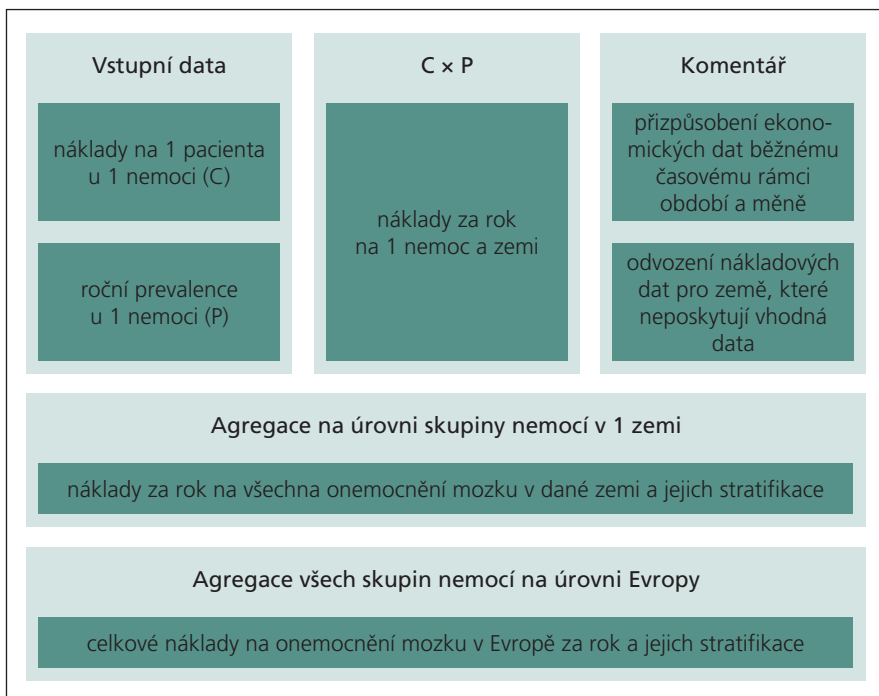 Vstupní data
náklady na 1 pacienta
u 1 nemoci (C)
roční prevalence
u 1 nemoci (P)
C × P
náklady za rok
na 1 nemoc a zemi
Komentář
přizpůsobení ekono-
mických dat běžnému
časovému rámci
období a měně
odvození nákladových
dat pro země, které
neposkytují vhodná
data
Agregace na úrovni skupiny nemocí v 1 zemi
náklady za rok na všechna onemocnění mozku v dané zemi a jejich stratifikace
Agregace všech skupin nemocí na úrovni Evropy
celkové náklady na onemocnění mozku v Evropě za rok a jejich stratifikace